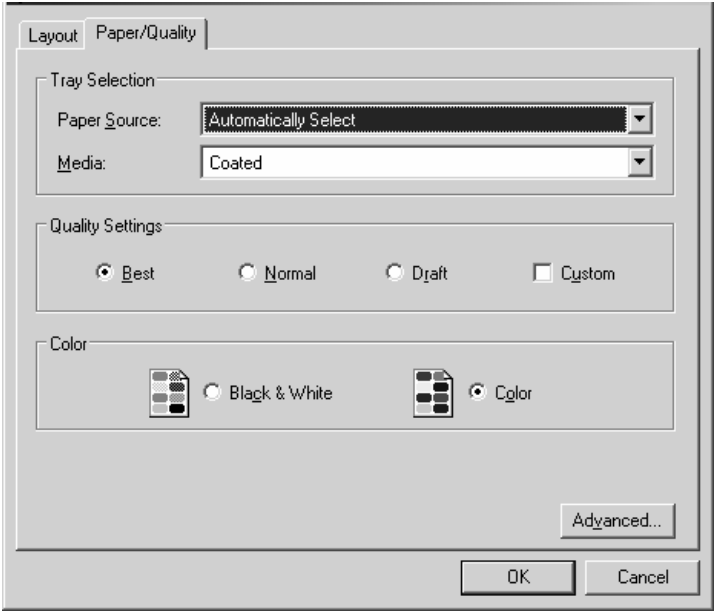 Layout Paper/Quality
Tray Selection
Paper Source: Automatically Select
Media: Coated
Quality Settings
Best Normal Draft Custom
Color
Black & White Color
Advanced...
OK Cancel